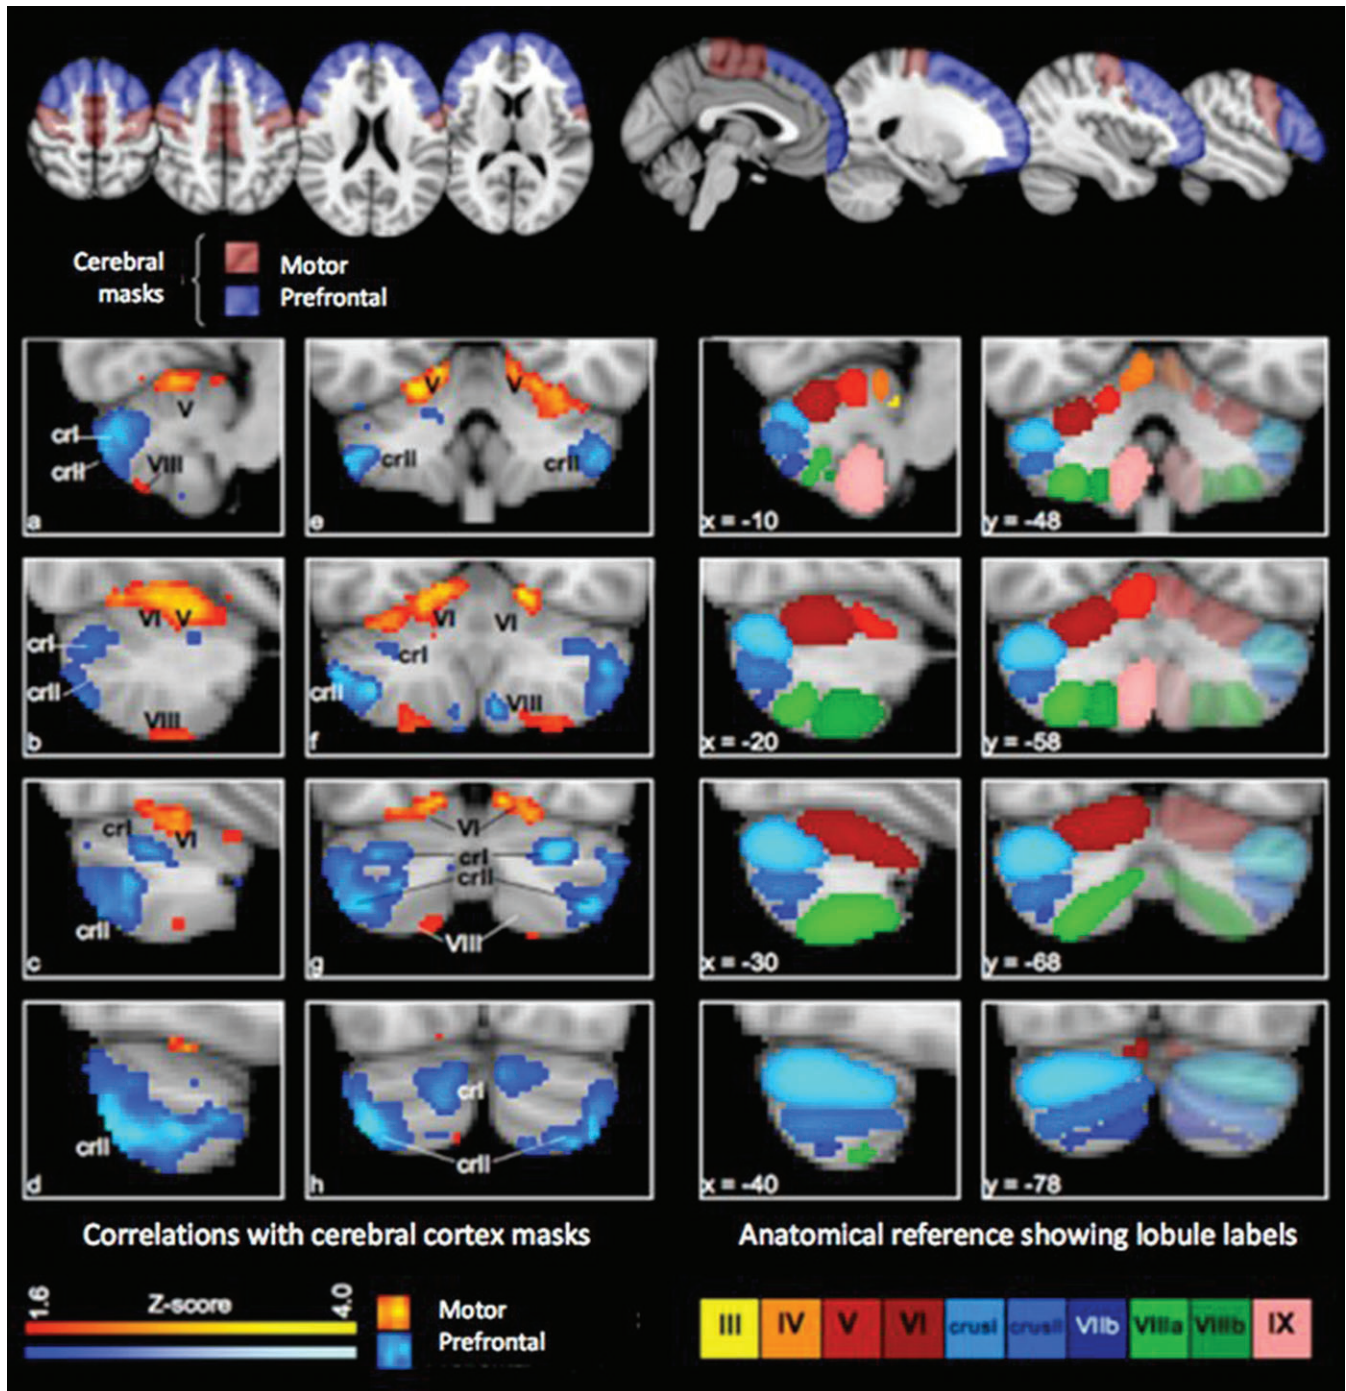 Cerebral
masks
Motor
Prefrontal
V
crI
crII
VIII
a
V
V
crII
crII
e
x = -10
y = -48
VI V
crI
crII
VIII
b
VI
VI
crI
crII
VIII
f
x = -20
y = -58
crI
VI
crII
c
VI
crI
crII
VIII
g
x = -30
y = -68
crII
d
crI
crII
h
x = -40
y = -78
Correlations with cerebral cortex masks
Anatomical reference showing lobule labels
1.6
Z-score
4.0
Motor
Prefrontal
III
IV
V
VI
crusI
crusII
VIIb
VIIIa
VIIIb
IX